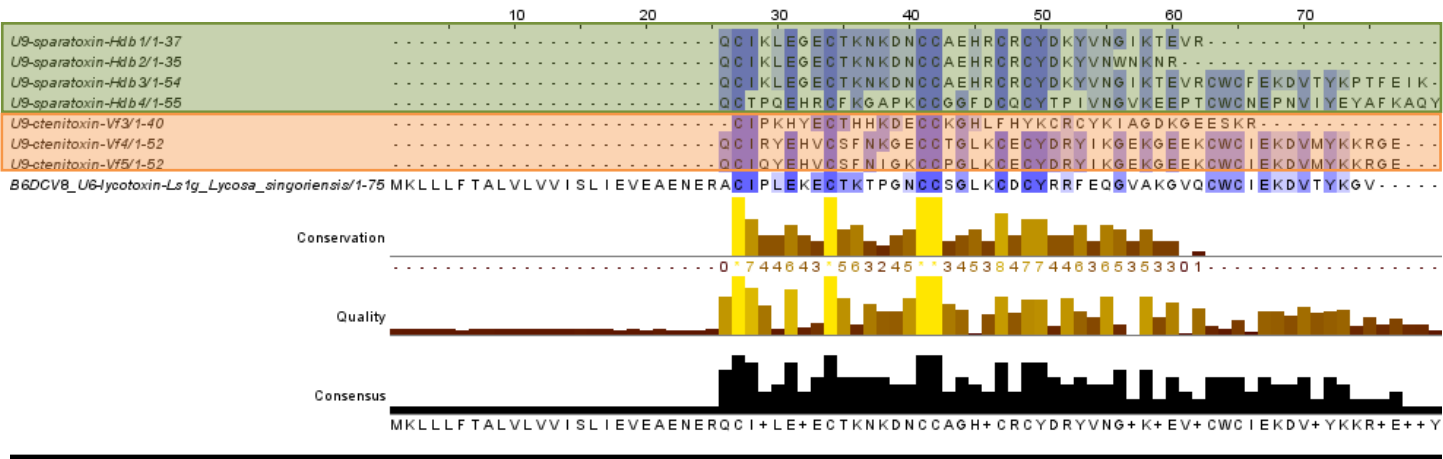 10 20 30 40 50 60 70
U9-sparatoxin-Hdb1/1-37 - - - - - - - - - - - - - - - - - - - - - - - - - QCIKLEGECTKNKDNCCAEHRCRCYDKYVNGIKTEVR - - - - - - - - - - - - - - - - - -
U9-sparatoxin-Hdb2/1-35 - - - - - - - - - - - - - - - - - - - - - - - - - QCIKLEGECTKNKDNCCAEHRCRCYDKYVNWNKNR - - - - - - - - - - - - - - - - - - - -
U9-sparatoxin-Hdb3/1-54 - - - - - - - - - - - - - - - - - - - - - - - - - QCIKLEGECTKNKDNCCAEHRCRCYDKYVNGIKTEVRCWCFEKDVTYKPTFEIK -
U9-sparatoxin-Hdb4/1-55 - - - - - - - - - - - - - - - - - - - - - - - - - QCTPQEHRCFKGAPKCCGGFDCQCYTPIVNGVKEEPTCWCNEPNVIYEYAFKAQY
U9-ctenitoxin-Vf3/1-40 - - - - - - - - - - - - - - - - - - - - - - - - - - CIPKHYECTHHKDECCKGHLFHYKCRCYKIAGDKGEESKR - - - - - - - - - - - - - -
U9-ctenitoxin-Vf4/1-52 - - - - - - - - - - - - - - - - - - - - - - - - - QCIRYEHVCSFNKGECCTGLKCECYDRYIKGEKGEECWCIEKDVMYKKRGE - - -
U9-ctenitoxin-Vf5/1-52 - - - - - - - - - - - - - - - - - - - - - - - - - QCIQYEHVCSFNIGKCCPGLKCECYDRYIKGEKGEECWCIEKDVMYKKRGE - - -
B6DCV8_U6-lycotoxin-Ls1g_Lycosa_singoriensis/1-75 MKLLLFTALVLVVISLIEVEAENERACIPLEKECTKTPGNCCSGLKCDCYRRFEQGVAKGVQCWCIEKDVTYKGV - - - - -
Conservation
- - - - - - - - - - - - - - - - - - - - - - - - - 0*744643*563245**34538477446365353301 - - - - - - - - - - - - - - - - - -
Quality
Consensus
MKLLLFTALVLVVISLIEVEAENERQCI+LE+ECTKNKDNCCAGH+CRCYDRYVNG+K+EV+CWCIEKDV+YKKR+E++Y